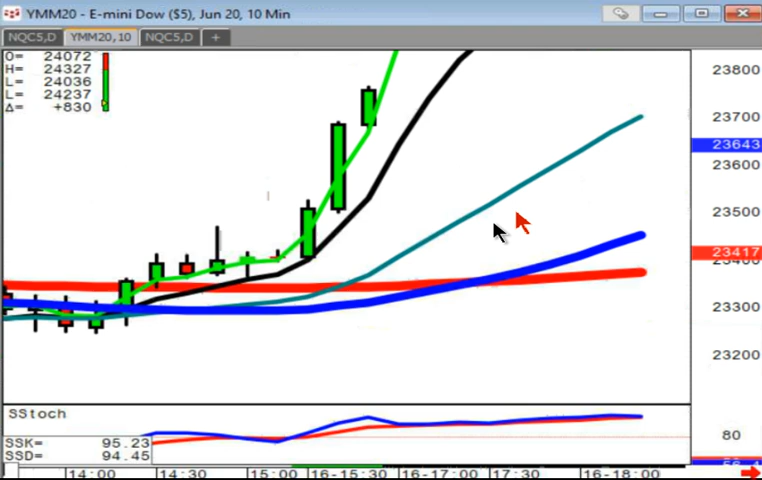 YMM20 - E-mini Dow ($5), Jun 20, 10 Min
NQC5,D YMM20,10 NQC5,D +
O= 24072
H= 24327
L= 24036
L= 24237
Δ= +830
23800
23700
23643
23600
23500
23417
23400
23300
23200
SStoch
80
SSK= 95.23
SSD= 94.45
14:00 14:30 15:00 16-15:30 16-17:00 17:30 16-18:00